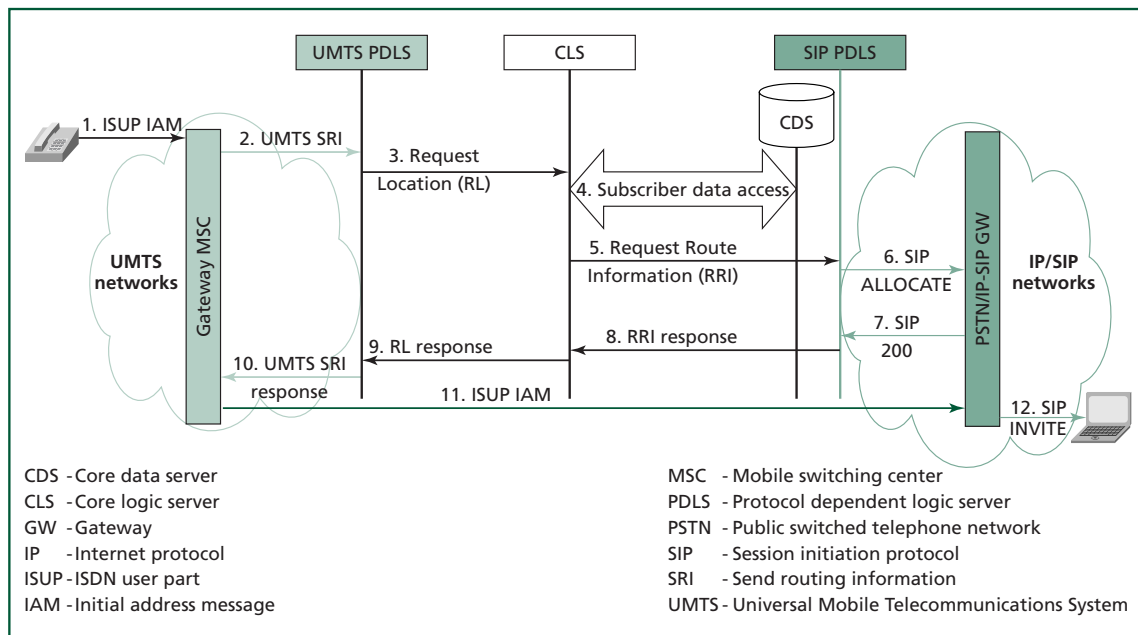 UMTS PDLS
CLS
SIP PDLS
CDS
1. ISUP IAM
2. UMTS SRI
3. Request
Location (RL)
4. Subscriber data access
5. Request Route
Information (RRI)
6. SIP
ALLOCATE
7. SIP
200
8. RRI response
9. RL response
10. UMTS SRI
response
11. ISUP IAM
12. SIP
INVITE
UMTS
networks
Gateway MSC
PSTN/IP-SIP GW
IP/SIP
networks
CDS - Core data server
CLS - Core logic server
GW - Gateway
IP - Internet protocol
ISUP - ISDN user part
IAM - Initial address message
MSC - Mobile switching center
PDLS - Protocol dependent logic server
PSTN - Public switched telephone network
SIP - Session initiation protocol
SRI - Send routing information
UMTS - Universal Mobile Telecommunications System